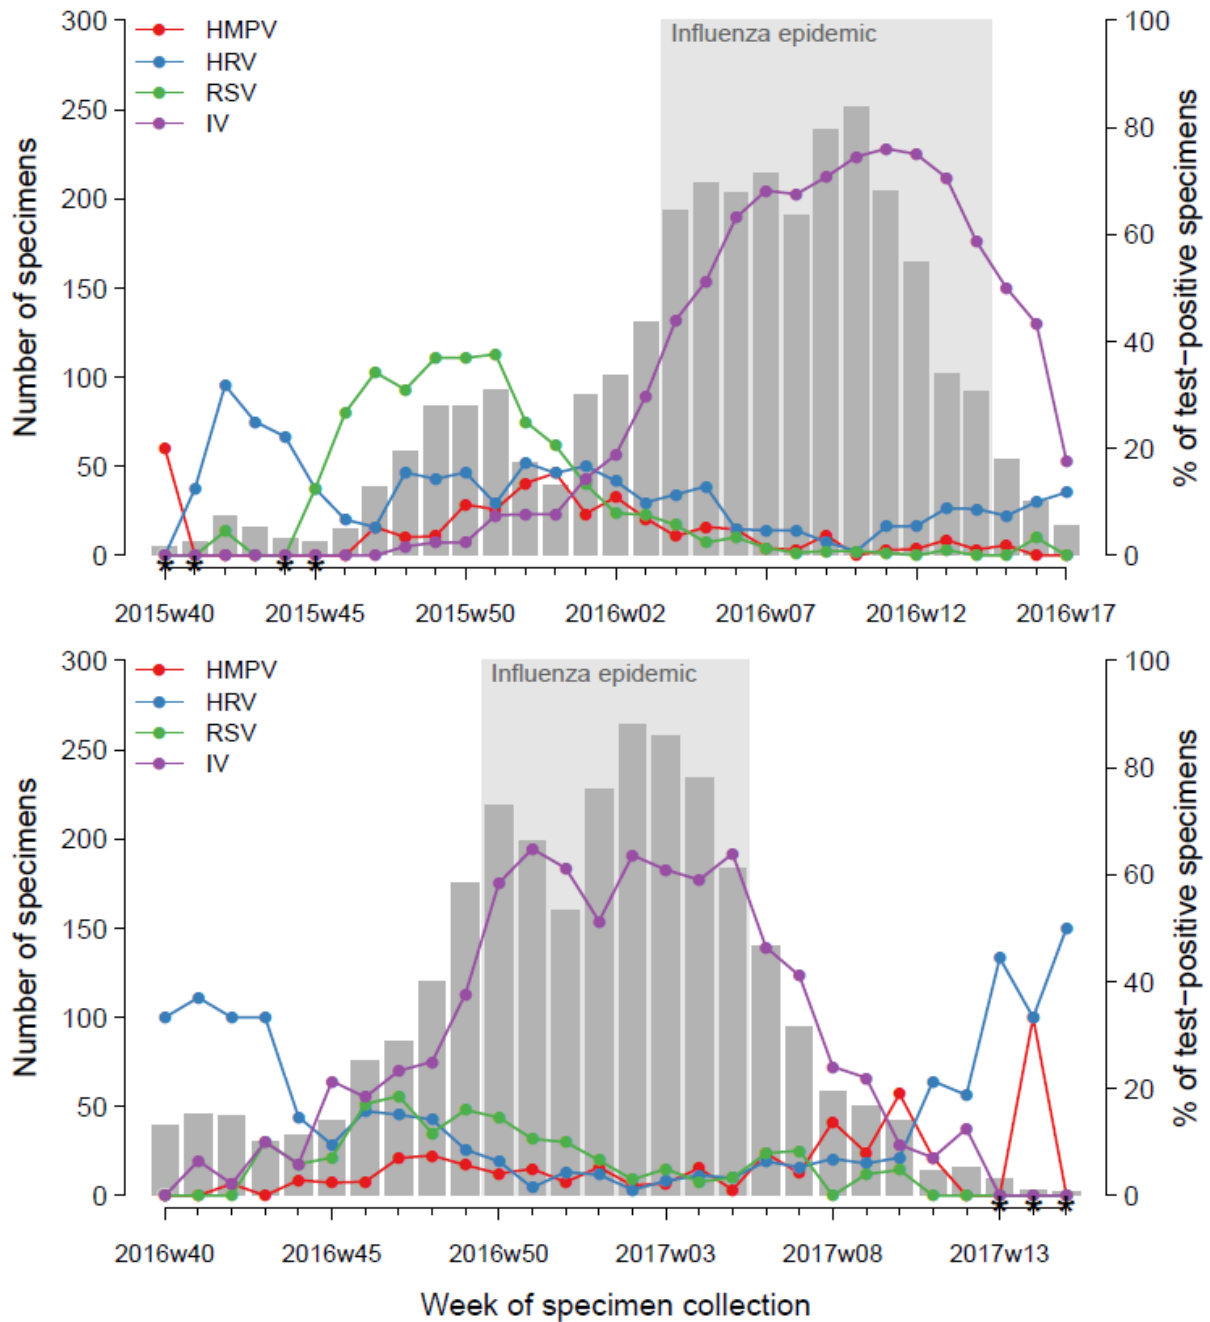 300
250
200
150
100
50
0
Number of specimens
HMPV
HRV
RSV
IV
Influenza epidemic
100
80
60
40
20
0
% of test−positive specimens
* * * *
2015w40 2015w45 2015w50 2016w02 2016w07 2016w12 2016w17
300
250
200
150
100
50
0
Number of specimens
HMPV
HRV
RSV
IV
Influenza epidemic
100
80
60
40
20
0
% of test−positive specimens
* * *
2016w40 2016w45 2016w50 2017w03 2017w08 2017w13
Week of specimen collection